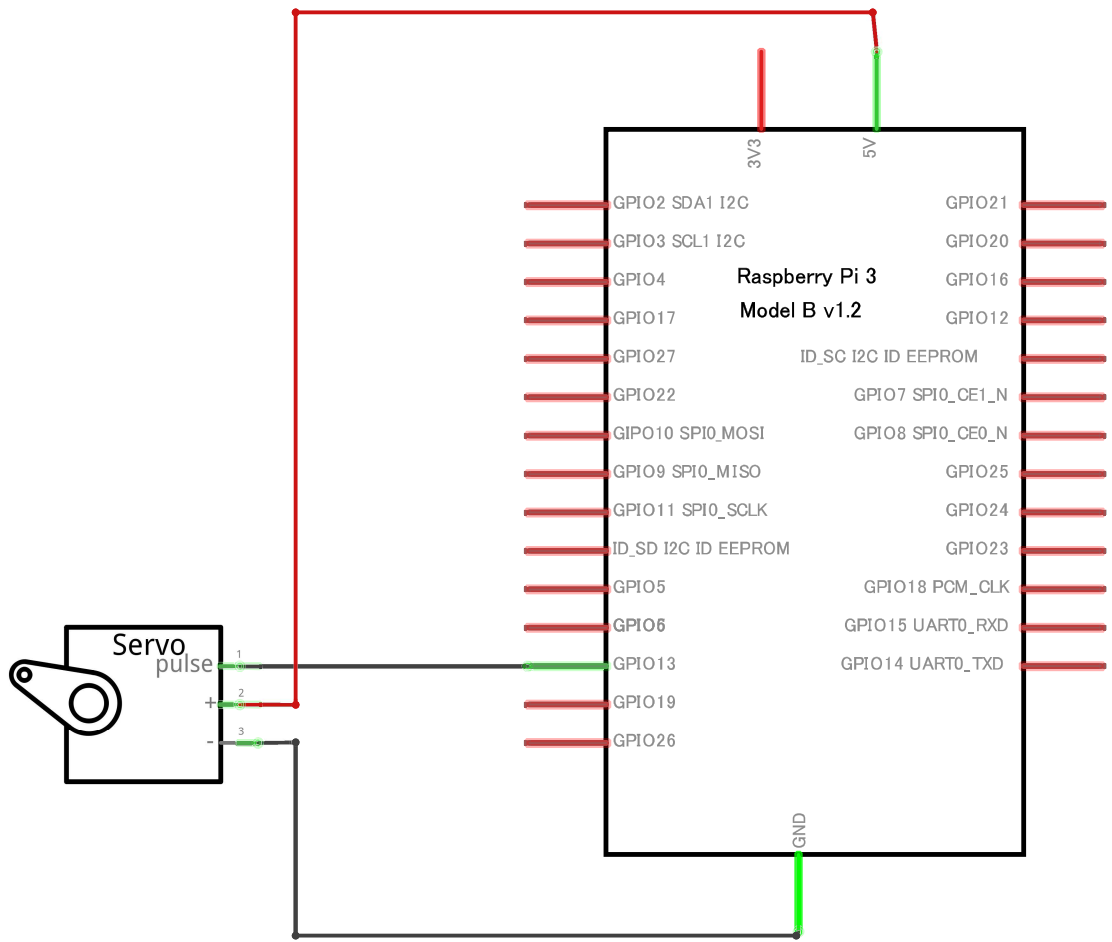 3V3
5V
GPIO2 SDA1 I2C
GPIO21
GPIO3 SCL1 I2C
GPIO20
Raspberry Pi 3
GPIO4
GPIO16
Model B v1.2
GPIO17
GPIO12
GPIO27
ID_SC I2C ID EEPROM
GPIO22
GPIO7 SPI0_CE1_N
GIPO10 SPI0_MOSI
GPIO8 SPI0_CE0_N
GPIO9 SPI0_MISO
GPIO25
GPIO11 SPI0_SCLK
GPIO24
ID_SD I2C ID EEPROM
GPIO23
GPIO5
GPIO18 PCM_CLK
GPIO6
GPIO15 UART0_RXD
Servo
pulse
1
GPIO13
GPIO14 UART0_TXD
+
2
GPIO19
-
3
GPIO26
GND